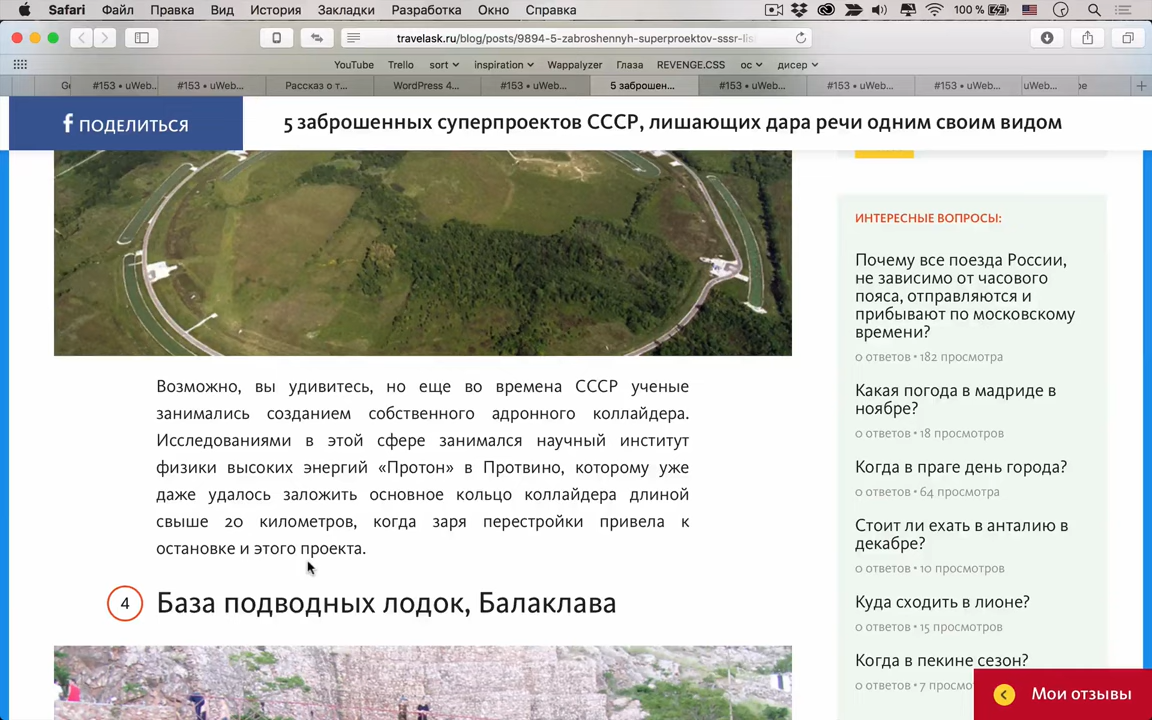 Safari Файл Правка Вид История Закладки Разработка Окно Справка 100 %
travelask.ru/blog/posts/9894-5-zabroshennyh-superproektov-sssr-lis
YouTube Trello sort inspiration Wappalyzer Глаза REVENGE.CSS ос дисер
#153 • uWeb... #153 • uWeb... Рассказ о т... WordPress 4... #153 • uWeb... 5 заброшен... #153 • uWeb... #153 • uWeb... #153 • uWeb... uWeb...
f ПОДЕЛИТЬСЯ
5 заброшенных суперпроектов СССР, лишающих дара речи одним своим видом
Возможно, вы удивитесь, но еще во времена СССР ученые
занимались созданием собственного адронного коллайдера.
Исследованиями в этой сфере занимался научный институт
физики высоких энергий «Протон» в Протвино, которому уже
даже удалось заложить основное кольцо коллайдера длиной
свыше 20 километров, когда заря перестройки привела к
остановке и этого проекта.
4 База подводных лодок, Балаклава
ИНТЕРЕСНЫЕ ВОПРОСЫ:
Почему все поезда России,
не зависимо от часового
пояса, отправляются и
прибывают по московскому
времени?
0 ответов • 182 просмотра
Какая погода в мадриде в
ноябре?
0 ответов • 18 просмотров
Когда в праге день города?
0 ответов • 64 просмотра
Стоит ли ехать в анталию в
декабре?
0 ответов • 10 просмотров
Куда сходить в лионе?
0 ответов • 15 просмотров
Когда в пекине сезон?
0 ответов • 7 просмо
Мои отзывы